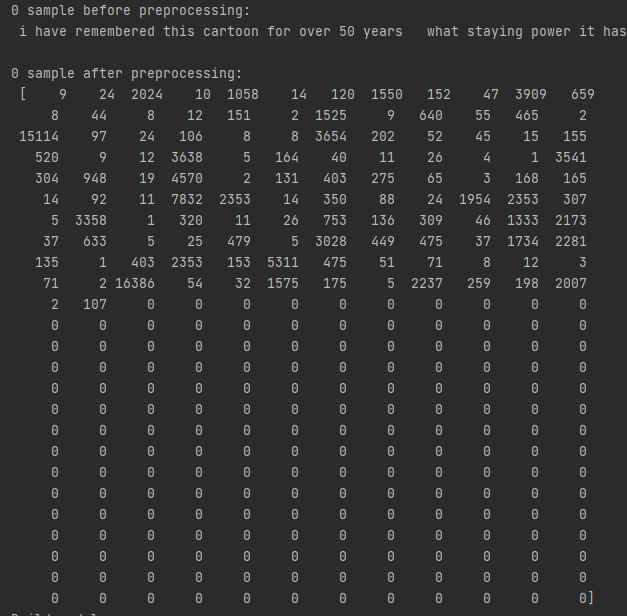 0 sample before preprocessing:
i have remembered this cartoon for over 50 years   what staying power it has
0 sample after preprocessing:
[    9    24  2024    10  1058    14   120  1550   152    47  3909   659
8    44     8    12   151     2  1525     9   640    55   465     2
15114    97    24   106     8     8  3654   202    52    45    15   155
520     9    12  3638     5   164    40    11    26     4     1  3541
304   948    19  4570     2   131   403   275    65     3   168   165
14    92    11  7832  2353    14   350    88    24  1954  2353   307
5  3358     1   320    11    26   753   136   309    46  1333  2173
37   633     5    25   479     5  3028   449   475    37  1734  2281
135     1   403  2353   153  5311   475    51    71     8    12     3
71     2 16386    54    32  1575   175     5  2237   259   198  2007
2   107     0     0     0     0     0     0     0     0     0     0
0     0     0     0     0     0     0     0     0     0     0     0
0     0     0     0     0     0     0     0     0     0     0     0
0     0     0     0     0     0     0     0     0     0     0     0
0     0     0     0     0     0     0     0     0     0     0     0
0     0     0     0     0     0     0     0     0     0     0     0
0     0     0     0     0     0     0     0     0     0     0     0
0     0     0     0     0     0     0     0     0     0     0     0
0     0     0     0     0     0     0     0     0     0     0     0
0     0     0     0     0     0     0     0     0     0     0     0
0     0     0     0     0     0     0     0     0     0     0     0
0     0     0     0     0     0     0     0     0     0     0     0
0     0     0     0     0     0     0     0     0     0     0     0
0     0     0     0     0     0     0     0     0     0     0     0
0     0     0     0     0     0     0     0     0     0     0     0]